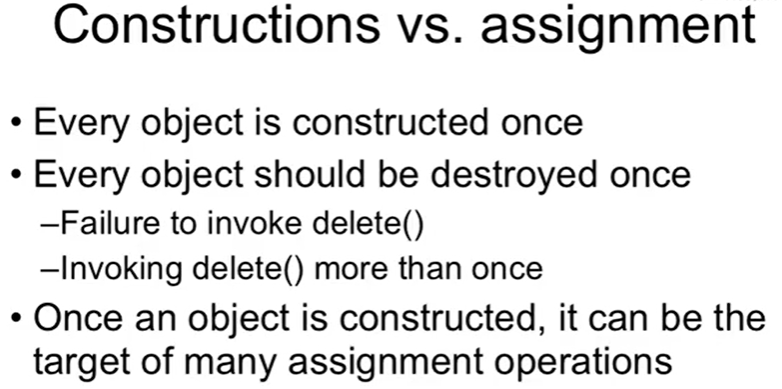 Constructions vs. assignment
• Every object is constructed once
• Every object should be destroyed once
–Failure to invoke delete()
–Invoking delete() more than once
• Once an object is constructed, it can be the
target of many assignment operations